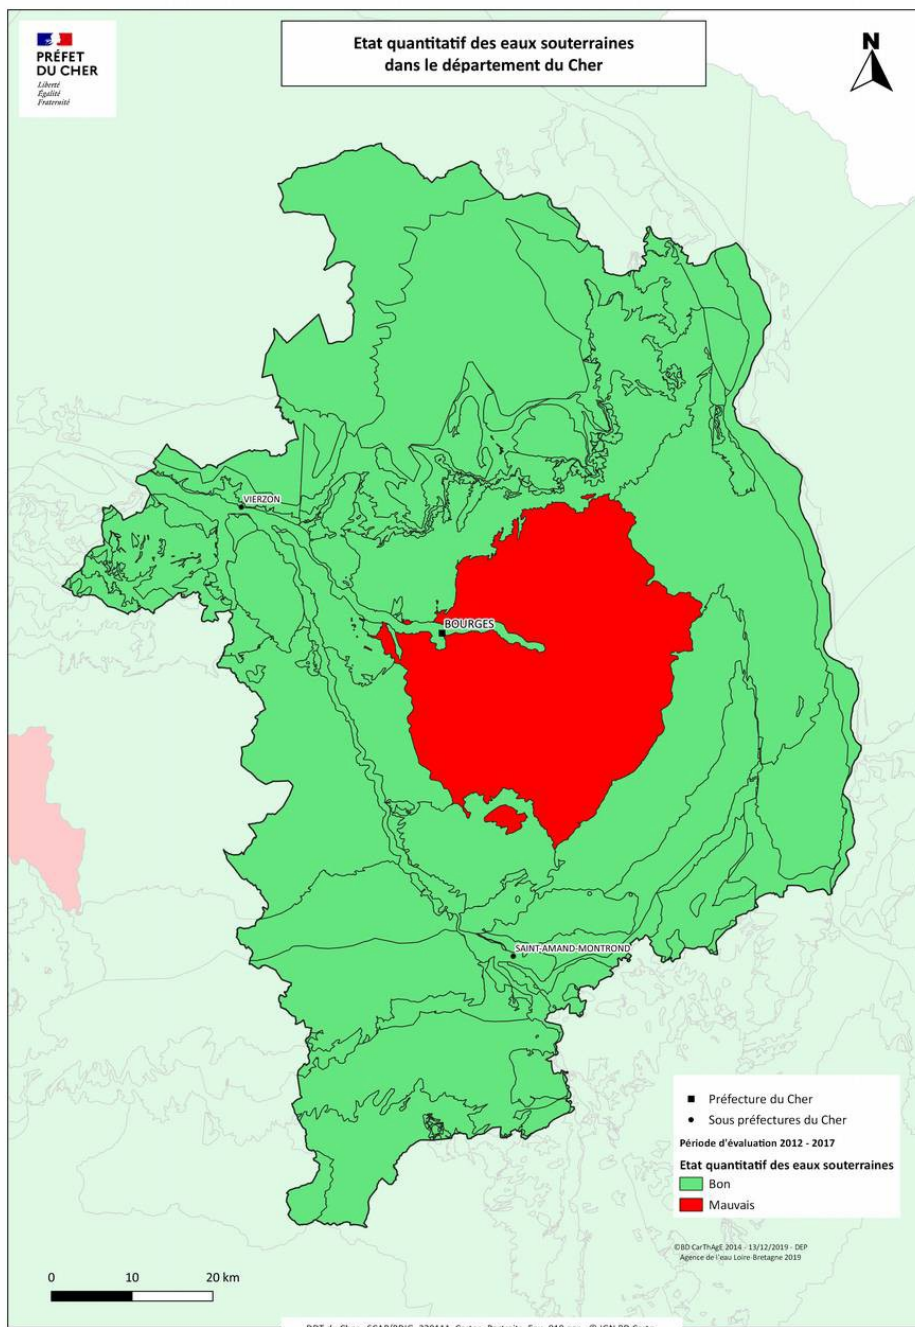 PRÉFET
DU CHER
Liberté
Égalité
Fraternité
Etat quantitatif des eaux souterraines
dans le département du Cher
N
VIERZON
BOURGES
SAINT-AMAND-MONTROND
Préfecture du Cher
Sous préfectures du Cher
Période d'évaluation 2012 - 2017
Etat quantitatif des eaux souterraines
Bon
Mauvais
©BD CarThAgE 2014 - 13/12/2019 - DEP
Agence de l'eau Loire-Bretagne 2019
0 10 20 km